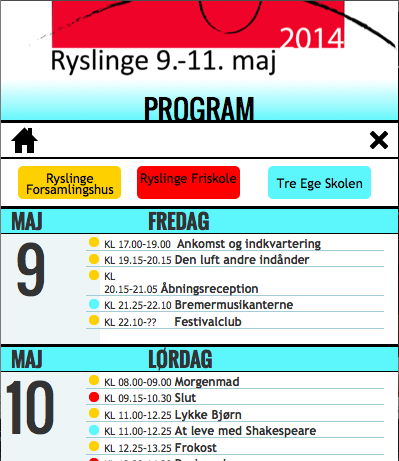 2014
Ryslinge 9.-11. maj
PROGRAM
Ryslinge
Forsamlingshus
Ryslinge Friskole
Tre Ege Skolen
MAJ FREDAG
9
KL 17.00-19.00 Ankomst og indkvartering
KL 19.15-20.15 Den luft andre indånder
KL
20.15-21.05 Åbningsreception
KL 21.25-22.10 Bremermusikanterne
KL 22.10-?? Festivalclub
MAJ LØRDAG
10
KL 08.00-09.00 Morgenmad
KL 09.15-10.30 Slut
KL 11.00-12.25 Lykke Bjørn
KL 11.00-12.25 At leve med Shakespeare
KL 12.25-13.25 Frokost